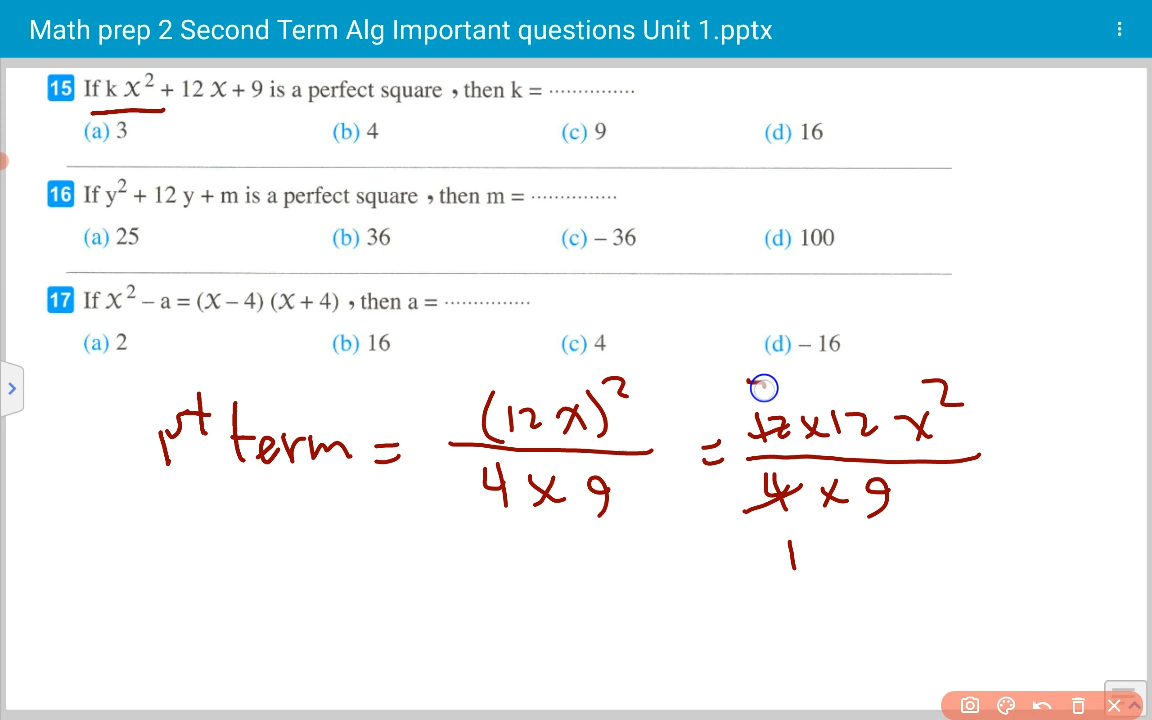 Math prep 2 Second Term Alg Important questions Unit 1.pptx
15 If k x² + 12 x + 9 is a perfect square , then k = ...............
(a) 3 (b) 4 (c) 9 (d) 16
16 If y² + 12 y + m is a perfect square , then m = ...............
(a) 25 (b) 36 (c) – 36 (d) 100
17 If x² – a = (x – 4) (x + 4) , then a = ...............
(a) 2 (b) 16 (c) 4 (d) – 16
1st term = (12x)² / 4 × 9 = 12 × 12 x² / 4 × 9
1